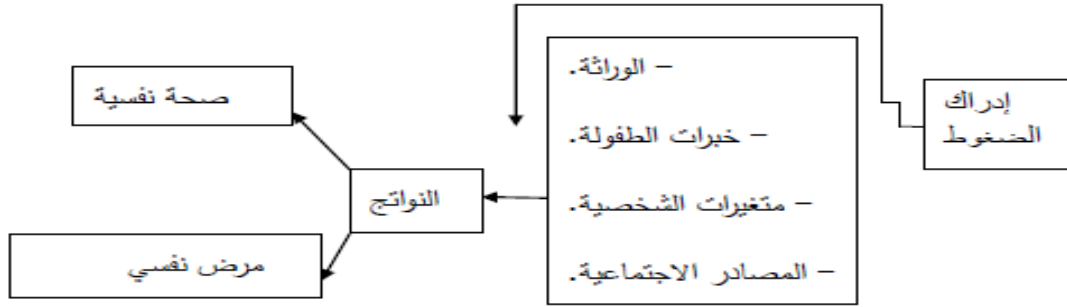 إدراك
الضغوط
– الوراثة.
– خبرات الطفولة.
– متغيرات الشخصية.
– المصادر الاجتماعية.
النواتج
صحة نفسية
مرض نفسي